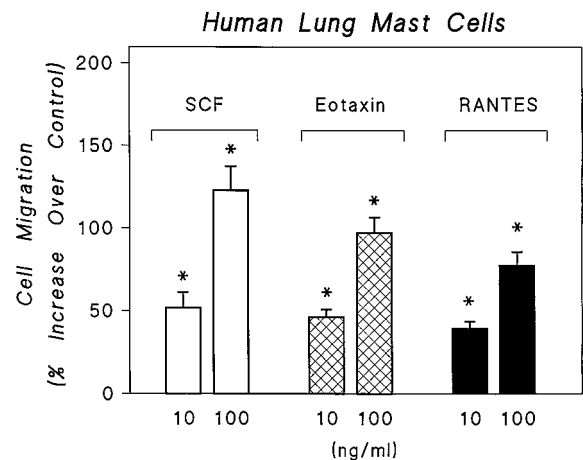 Human Lung Mast Cells
Cell Migration
(% Increase Over Control)
200
150
100
50
0
SCF Eotaxin RANTES
* * * * * *
10 100 10 100 10 100
(ng/ml)